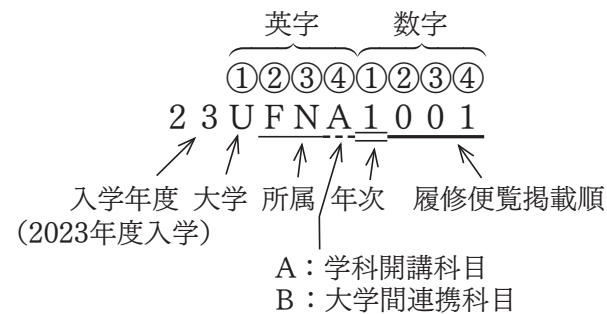 英字 数字
①②③④①②③④
23UFNA1001
入学年度 大学 所属 年次 履修便覧掲載順
（2023年度入学）
A：学科開講科目
B：大学間連携科目